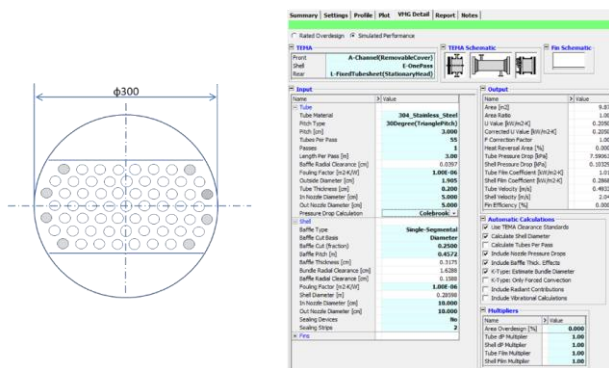 φ300
Summary Settings Profile Plot VMG Detail Report Notes
Rated Overdesign Simulated Performance
TEMA
Front A-Channel(RemovableCover)
Shell E-OnePass
Rear L-FixedTubesheet(StationaryHead)
TEMA Schematic
Fin Schematic
Input
Name Value
Tube
Tube Material 304_Stainless_Steel
Pitch Type 30Degree(TrianglePitch)
Pitch [cm] 3.000
Tubes Per Pass 55
Passes 1
Length Per Pass [m] 3.00
Baffle Radial Clearance [cm] 0.0397
Fouling Factor [m2-K/W] 1.00E-06
Outside Diameter [cm] 1.905
Tube Thickness [cm] 0.200
In Nozzle Diameter [cm] 5.000
Out Nozzle Diameter [cm] 5.000
Pressure Drop Calculation Colebrook
Shell
Baffle Type Single-Segmental
Baffle Cut Basis Diameter
Baffle Cut (fraction) 0.2500
Baffle Pitch [m] 0.4572
Baffle Thickness [cm] 0.3175
Bundle Radial Clearance [cm] 1.6288
Baffle Radial Clearance [cm] 0.1588
Fouling Factor [m2-K/W] 1.00E-06
Shell Diameter [m] 0.28598
In Nozzle Diameter [cm] 10.000
Out Nozzle Diameter [cm] 10.000
Sealing Devices No
Sealing Strips 2
Fins
Output
Name Value
Area [m2] 9.87
Area Ratio 1.00
U Value [kW/m2-K]
Corrected U Value [kW/m2-K]
F Correction Factor 1.00
Heat Reversal Area [%] 0.000
Tube Pressure Drop [kPa]
Shell Pressure Drop [kPa]
Tube Film Coefficient [kW/m2-K]
Shell Film Coefficient [kW/m2-K]
Tube Velocity [m/s]
Shell Velocity [m/s]
Fin Efficiency [%] 0.000
Automatic Calculations
Use TEMA Clearance Standards
Calculate Shell Diameter
Calculate Tubes Per Pass
Include Nozzle Pressure Drops
Include Baffle Thick. Effects
K-Type: Estimate Bundle Diameter
K-Type: Only Forced Convection
Include Radiant Contributions
Include Vibrational Calculations
Multipliers
Name Value
Area Overdesign [%] 0.000
Tube dP Multiplier 1.00
Shell dP Multiplier 1.00
Tube Film Multiplier 1.00
Shell Film Multiplier 1.00